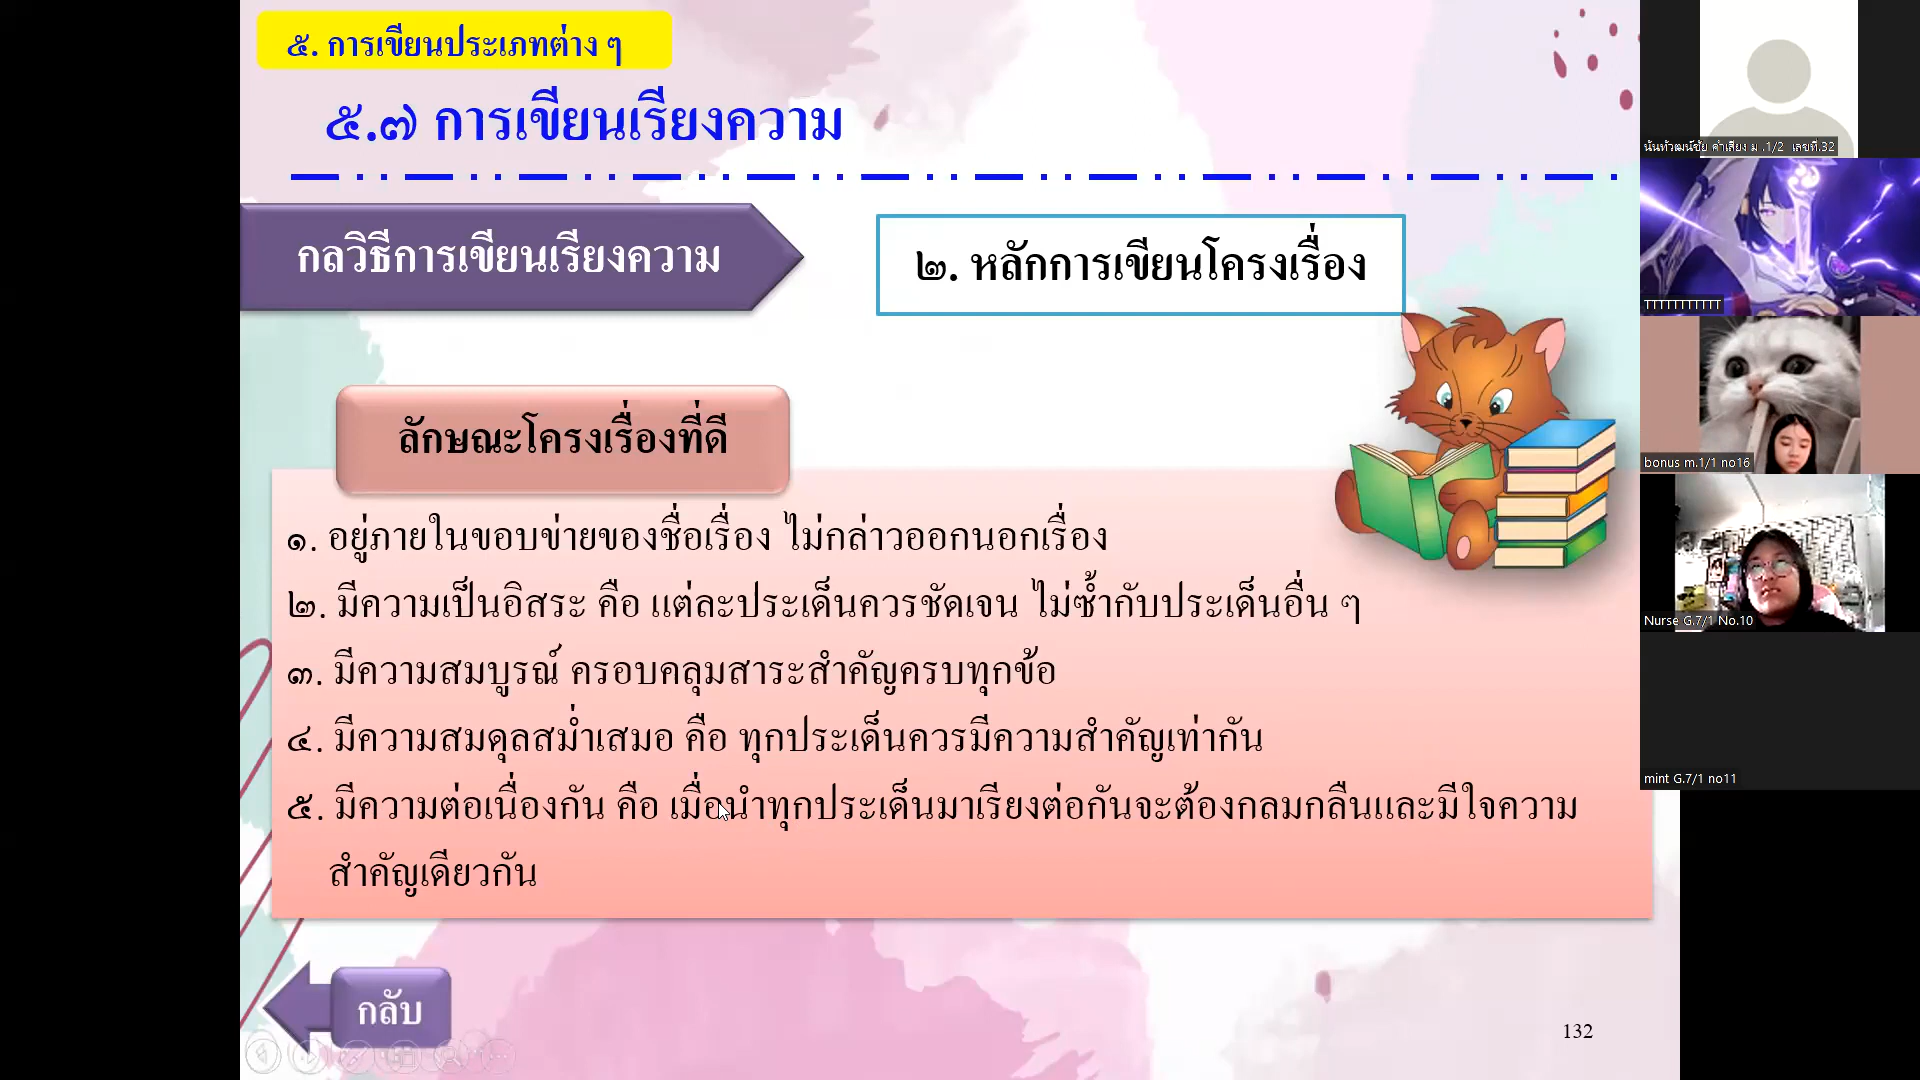 ๕. การเขียนประเภทต่าง ๆ
๕.๗ การเขียนเรียงความ
กลวิธีการเขียนเรียงความ
๒. หลักการเขียนโครงเรื่อง
ลักษณะโครงเรื่องที่ดี
๑. อยู่ภายในขอบข่ายของชื่อเรื่อง ไม่กล่าวออกนอกเรื่อง
๒. มีความเป็นอิสระ คือ แต่ละประเด็นควรชัดเจน ไม่ซ้ำกับประเด็นอื่น ๆ
๓. มีความสมบูรณ์ ครอบคลุมสาระสำคัญครบทุกข้อ
๔. มีความสมดุลสม่ำเสมอ คือ ทุกประเด็นควรมีความสำคัญเท่ากัน
๕. มีความต่อเนื่องกัน คือ เมื่อนำทุกประเด็นมาเรียงต่อกันจะต้องกลมกลืนและมีใจความ
สำคัญเดียวกัน
กลับ
132
ม .1/2 เลขที่.32
TTTTTTTTTTT
bonus m.1/1 no16
Nurse G.7/1 No.10
mint G.7/1 no11